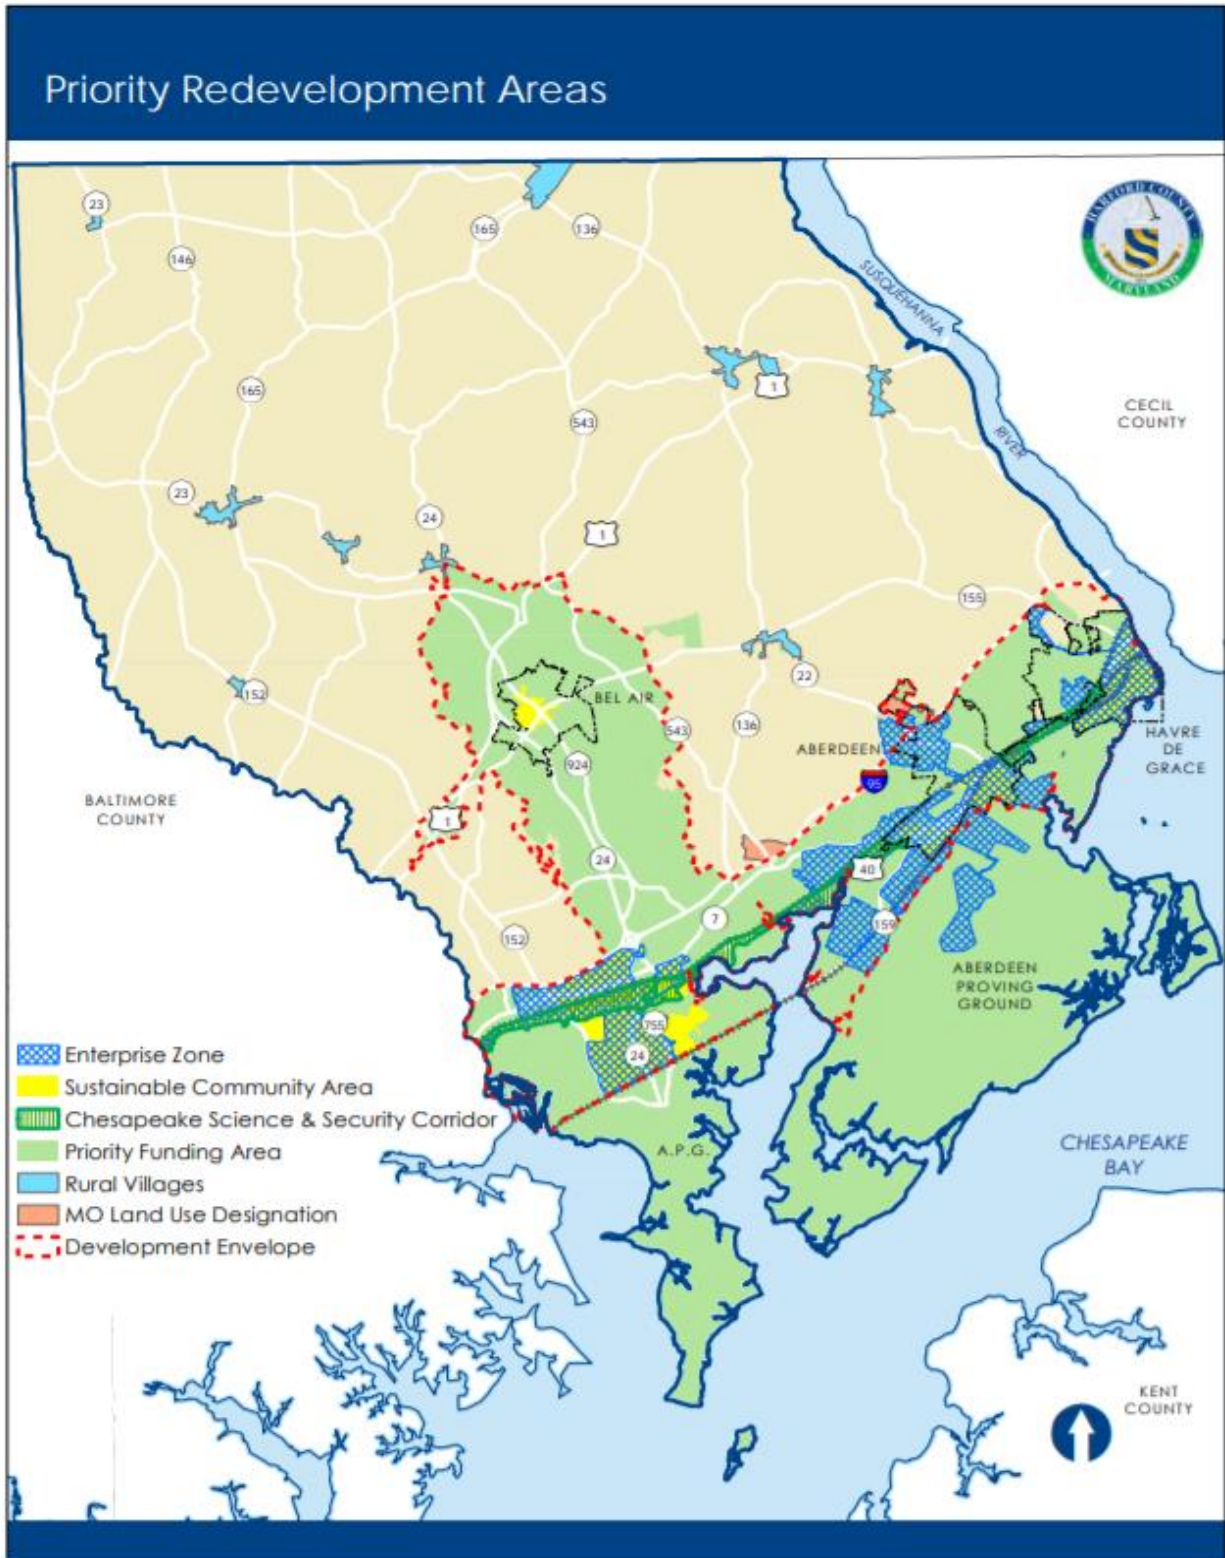 Priority Redevelopment Areas
HARFORD COUNTY
MARYLAND
23
165
136
146
SUSQUEHANNA
RIVER
165
1
CECIL
COUNTY
543
23
24
1
155
152
22
BEL AIR
543
136
ABERDEEN
HAVRE
DE
GRACE
924
95
BALTIMORE
COUNTY
1
24
40
7
159
152
ABERDEEN
PROVING
GROUND
755
24
Enterprise Zone
Sustainable Community Area
Chesapeake Science & Security Corridor
Priority Funding Area
Rural Villages
MO Land Use Designation
Development Envelope
A.P.G.
CHESAPEAKE
BAY
KENT
COUNTY